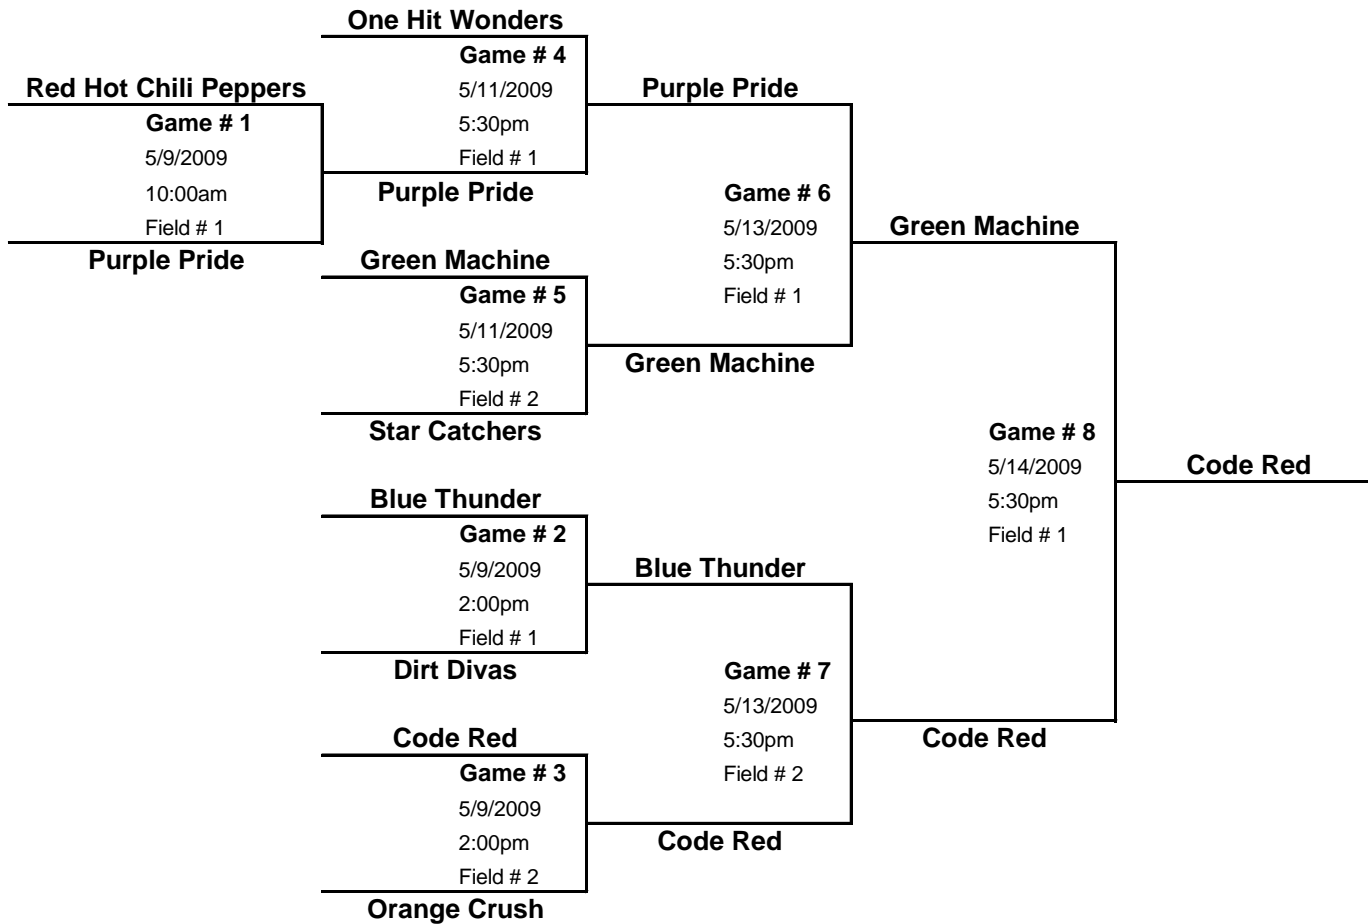 One Hit Wonders
Game # 4
5/11/2009
5:30pm
Field # 1
Red Hot Chili Peppers
Game # 1
5/9/2009
10:00am
Field # 1
Purple Pride
Purple Pride
Purple Pride
Game # 6
5/13/2009
5:30pm
Field # 1
Green Machine
Game # 5
5/11/2009
5:30pm
Field # 2
Star Catchers
Green Machine
Green Machine
Game # 8
5/14/2009
5:30pm
Field # 1
Code Red
Blue Thunder
Game # 2
5/9/2009
2:00pm
Field # 1
Dirt Divas
Blue Thunder
Game # 7
5/13/2009
5:30pm
Field # 2
Code Red
Code Red
Game # 3
5/9/2009
2:00pm
Field # 2
Orange Crush
Code Red